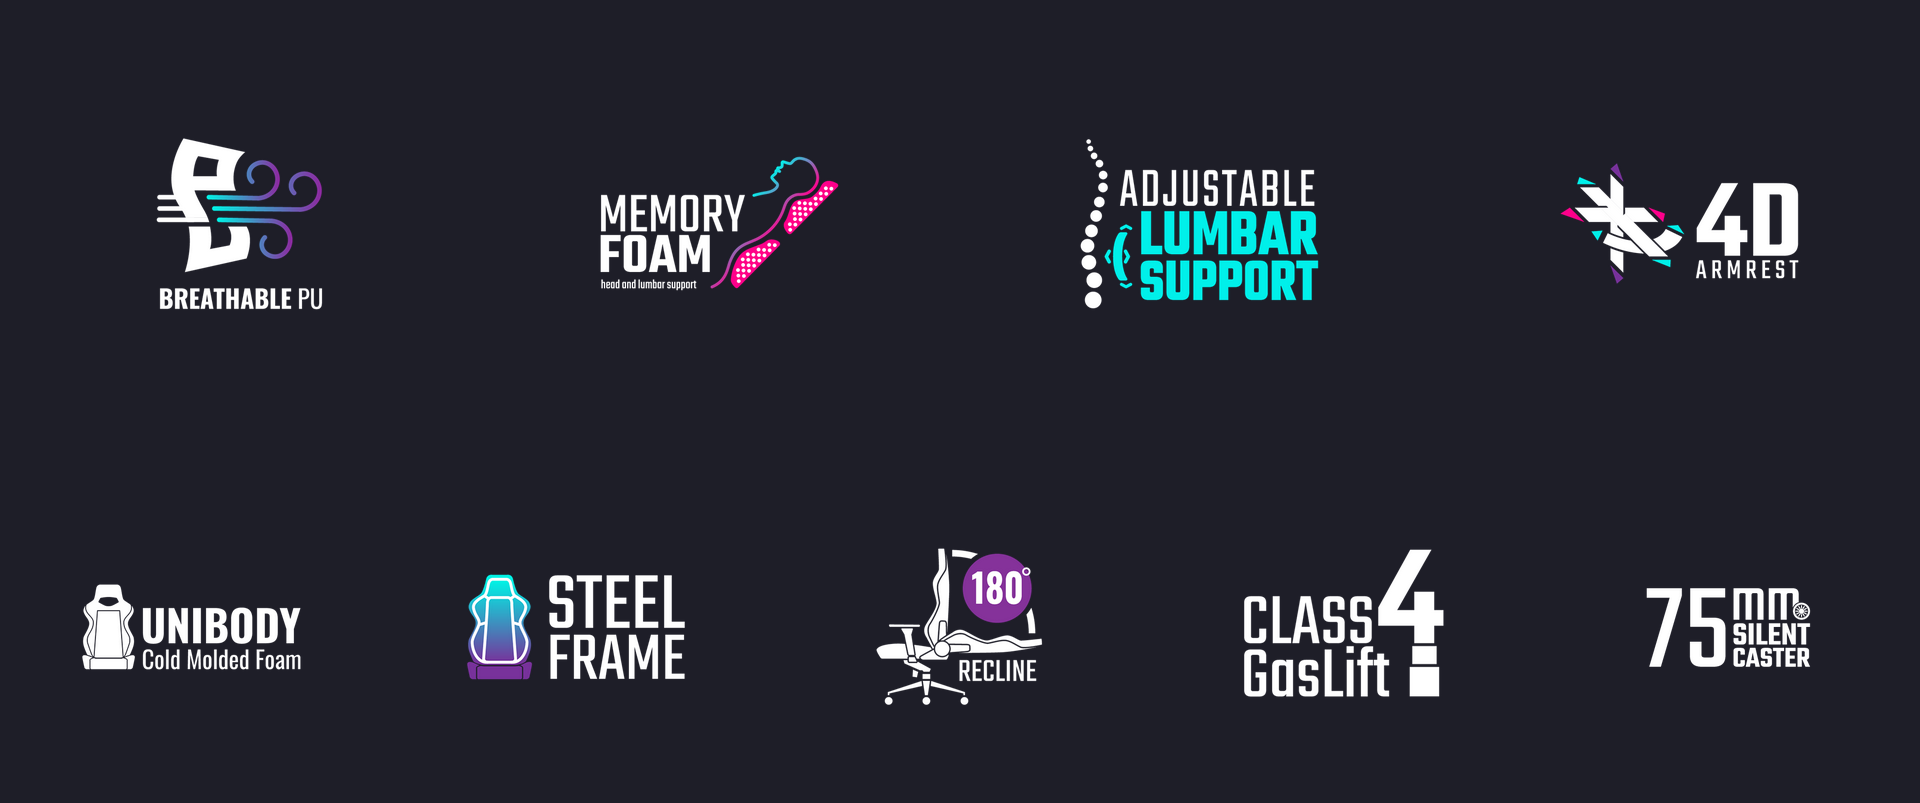 BREATHABLE PU
MEMORY
FOAM
head and lumbar support
ADJUSTABLE
LUMBAR
SUPPORT
4D
ARMREST
UNIBODY
Cold Molded Foam
STEEL
FRAME
180°
RECLINE
CLASS 4
GasLift
75 mm
SILENT
CASTER